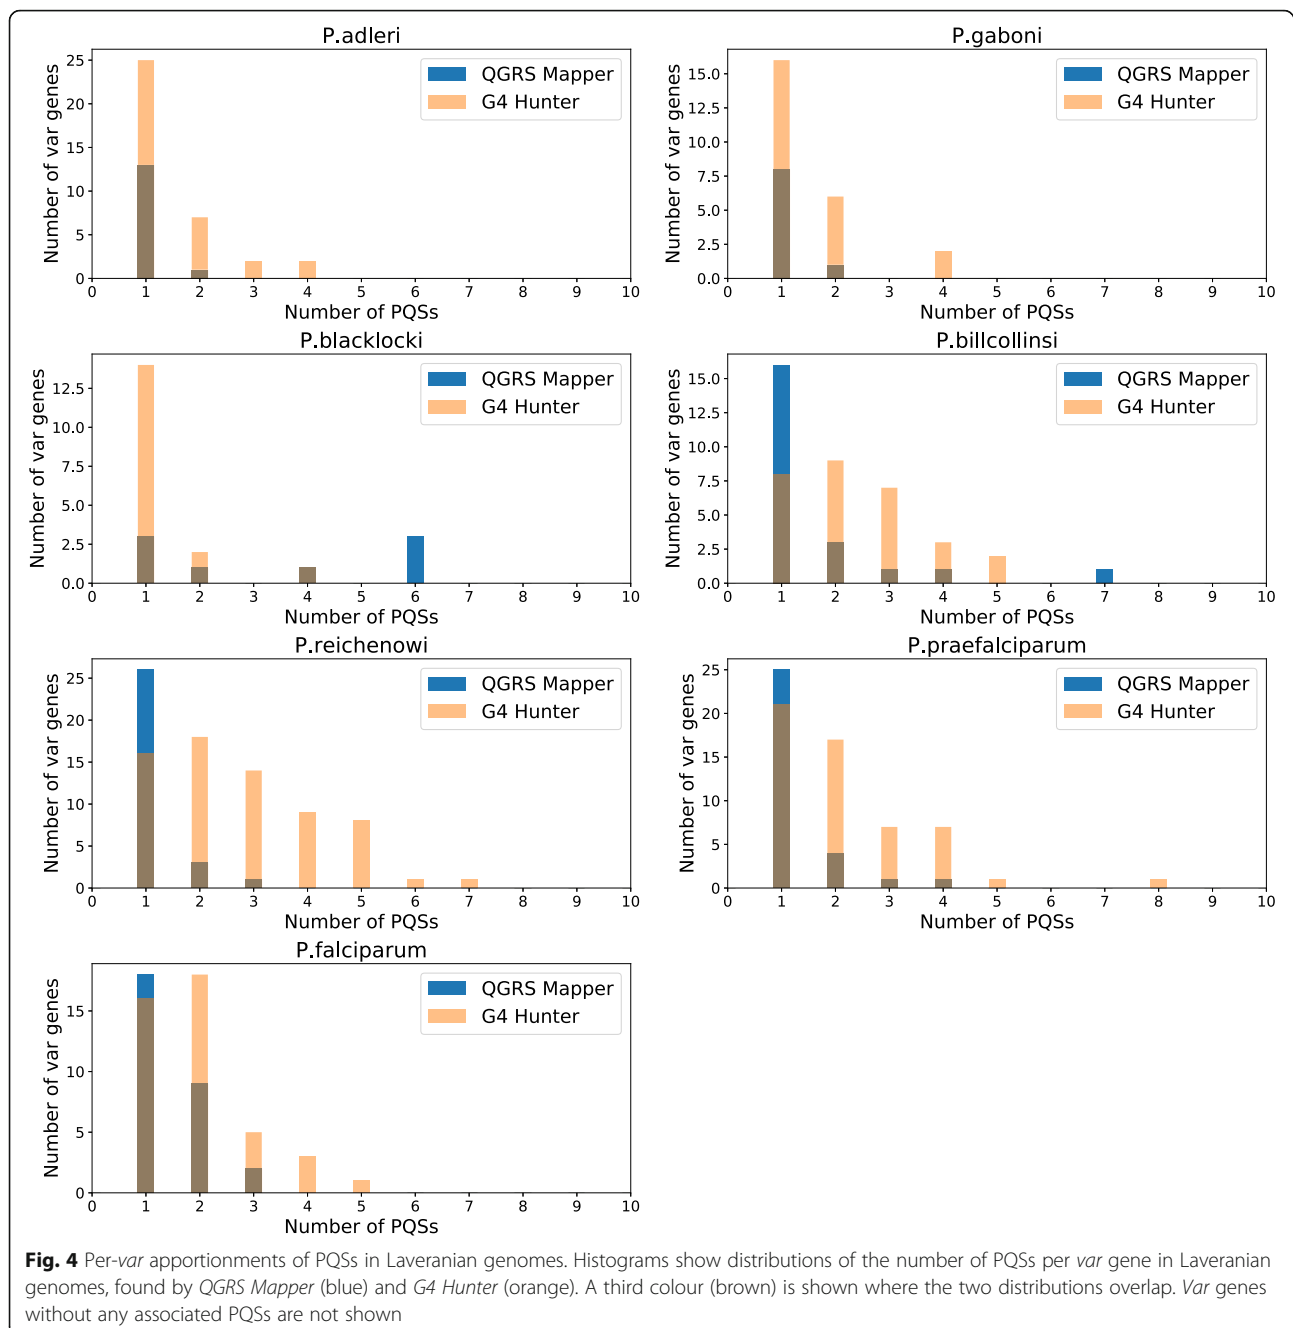 P.adleri
Number of var genes
25
20
15
10
5
0
QGRS Mapper
G4 Hunter
0 1 2 3 4 5 6 7 8 9 10
Number of PQSs
P.gaboni
Number of var genes
15.0
12.5
10.0
7.5
5.0
2.5
0.0
QGRS Mapper
G4 Hunter
0 1 2 3 4 5 6 7 8 9 10
Number of PQSs
P.blacklocki
Number of var genes
12.5
10.0
7.5
5.0
2.5
0.0
QGRS Mapper
G4 Hunter
0 1 2 3 4 5 6 7 8 9 10
Number of PQSs
P.billcollinsi
Number of var genes
15.0
12.5
10.0
7.5
5.0
2.5
0.0
QGRS Mapper
G4 Hunter
0 1 2 3 4 5 6 7 8 9 10
Number of PQSs
P.reichenowi
Number of var genes
25
20
15
10
5
0
QGRS Mapper
G4 Hunter
0 1 2 3 4 5 6 7 8 9 10
Number of PQSs
P.praefalciparum
Number of var genes
25
20
15
10
5
0
QGRS Mapper
G4 Hunter
0 1 2 3 4 5 6 7 8 9 10
Number of PQSs
P.falciparum
Number of var genes
15
10
5
0
QGRS Mapper
G4 Hunter
0 1 2 3 4 5 6 7 8 9 10
Number of PQSs
Fig. 4 Per-var apportionments of PQSs in Laveranian genomes. Histograms show distributions of the number of PQSs per var gene in Laveranian
genomes, found by QGRS Mapper (blue) and G4 Hunter (orange). A third colour (brown) is shown where the two distributions overlap. Var genes
without any associated PQSs are not shown